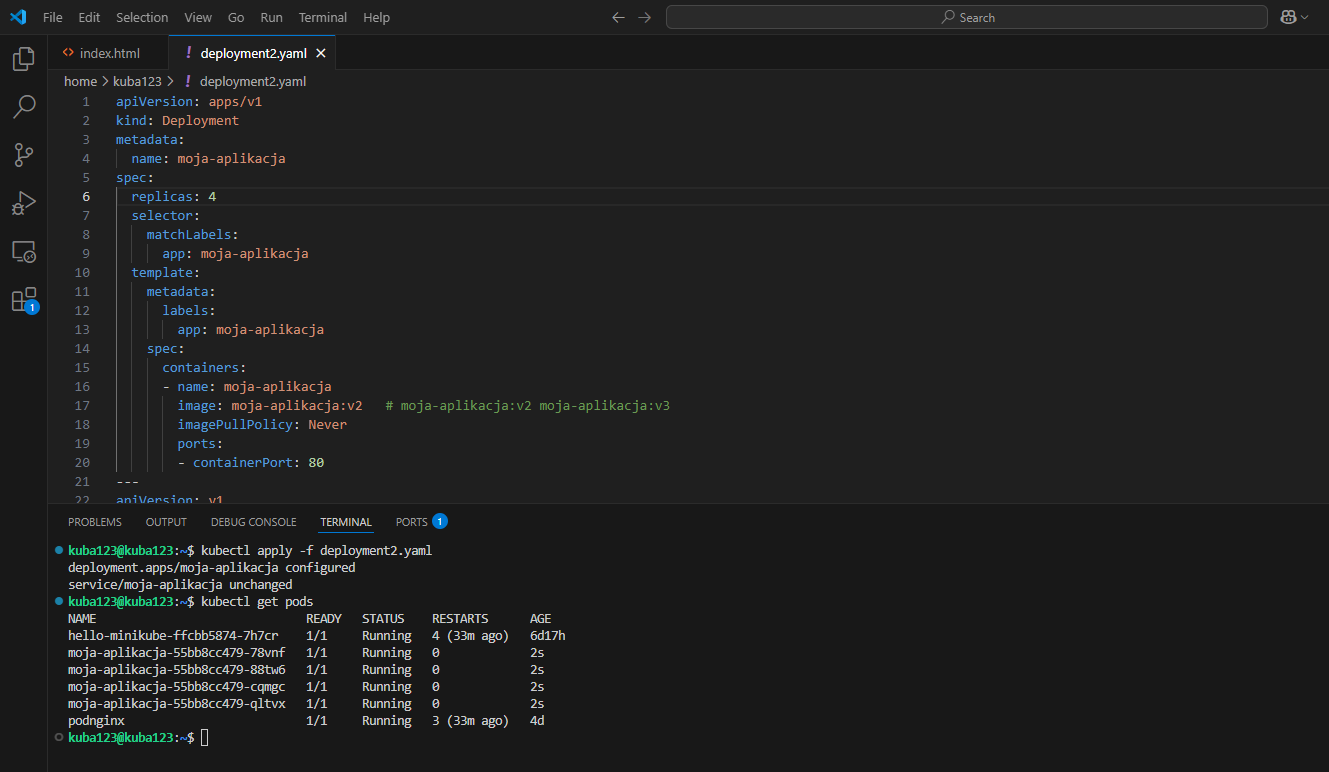 File Edit Selection View Go Run Terminal Help
Search
index.html
! deployment2.yaml ×
home > kuba123 > ! deployment2.yaml
1 apiVersion: apps/v1
2 kind: Deployment
3 metadata:
4   name: moja-aplikacja
5 spec:
6   replicas: 4
7   selector:
8     matchLabels:
9       app: moja-aplikacja
10   template:
11     metadata:
12       labels:
13         app: moja-aplikacja
14     spec:
15       containers:
16       - name: moja-aplikacja
17         image: moja-aplikacja:v2   # moja-aplikacja:v2 moja-aplikacja:v3
18         imagePullPolicy: Never
19         ports:
20         - containerPort: 80
21 ---
22 apiVersion: v1
1
PROBLEMS OUTPUT DEBUG CONSOLE TERMINAL PORTS 1
kuba123@kuba123:~$ kubectl apply -f deployment2.yaml
deployment.apps/moja-aplikacja configured
service/moja-aplikacja unchanged
kuba123@kuba123:~$ kubectl get pods
NAME READY STATUS RESTARTS AGE
hello-minikube-ffcbb5874-7h7cr 1/1 Running 4 (33m ago) 6d17h
moja-aplikacja-55bb8cc479-78vnf 1/1 Running 0 2s
moja-aplikacja-55bb8cc479-88tw6 1/1 Running 0 2s
moja-aplikacja-55bb8cc479-cqmgc 1/1 Running 0 2s
moja-aplikacja-55bb8cc479-qltvx 1/1 Running 0 2s
podnginx 1/1 Running 3 (33m ago) 4d
kuba123@kuba123:~$